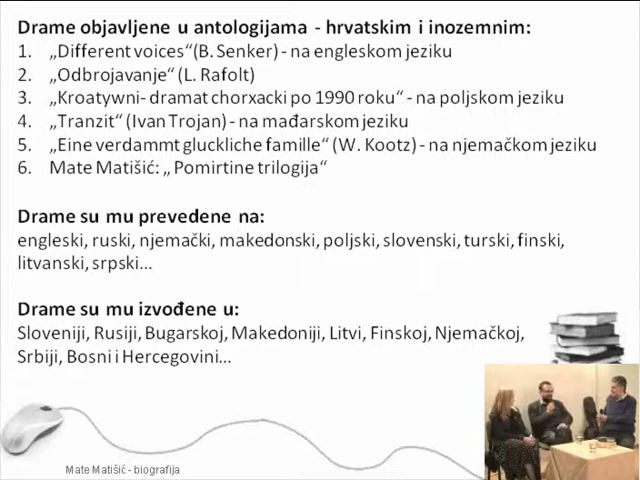 Drame objavljene u antologijama - hrvatskim i inozemnim:
1. „Different voices“(B. Senker) - na engleskom jeziku
2. „Odbrojavanje“ (L. Rafolt)
3. „Kroatywni- dramat chorxacki po 1990 roku“ - na poljskom jeziku
4. „Tranzit“ (Ivan Trojan) - na mađarskom jeziku
5. „Eine verdammt gluckliche famille“ (W. Kootz) - na njemačkom jeziku
6. Mate Matišić: „ Pomirtine trilogija“
Drame su mu prevedene na:
engleski, ruski, njemački, makedonski, poljski, slovenski, turski, finski,
litvanski, srpski...
Drame su mu izvođene u:
Sloveniji, Rusiji, Bugarskoj, Makedoniji, Litvi, Finskoj, Njemačkoj,
Srbiji, Bosni i Hercegovini...
Mate Matišić - biografija